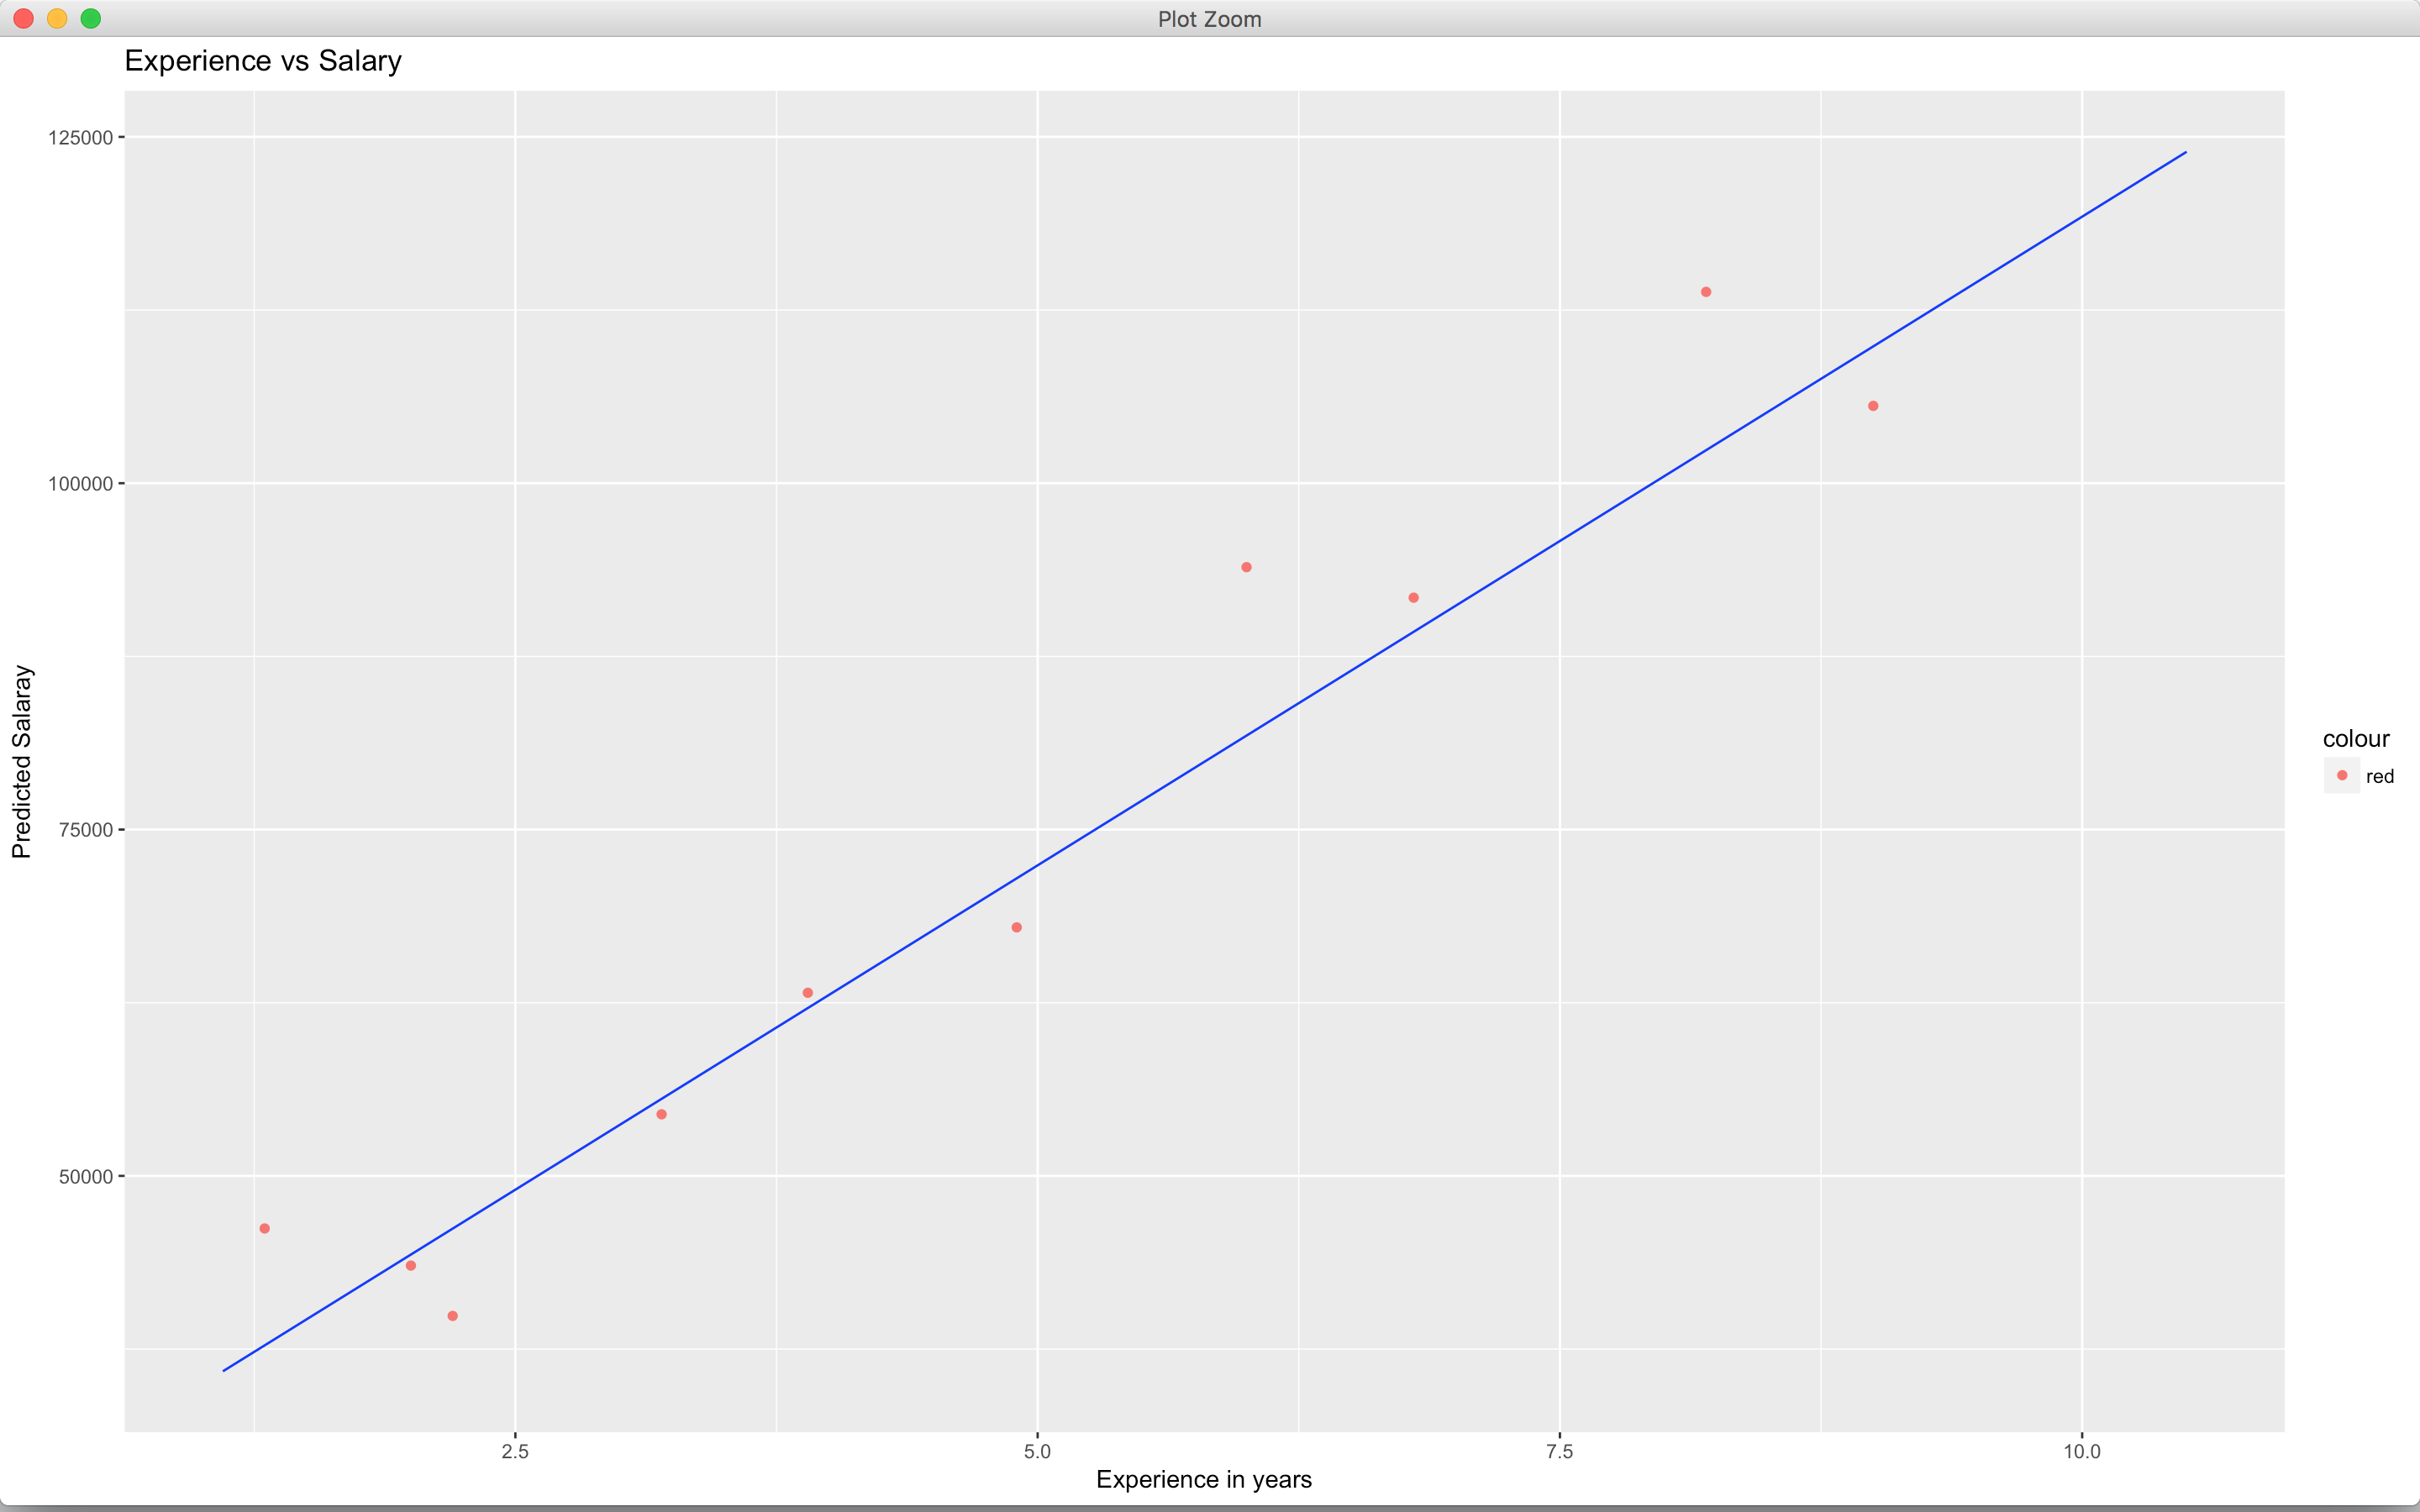 Plot Zoom
Experience vs Salary
125000
100000
75000
50000
Predicted Salaray
2.5
5.0
7.5
10.0
Experience in years
colour
red